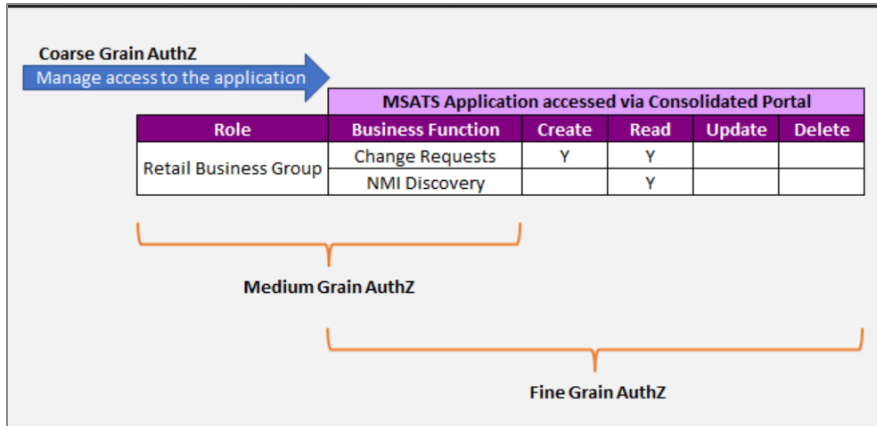 Coarse Grain AuthZ
Manage access to the application
MSATS Application accessed via Consolidated Portal
Role Business Function Create Read Update Delete
Retail Business Group
Change Requests Y Y
NMI Discovery Y
Medium Grain AuthZ
Fine Grain AuthZ